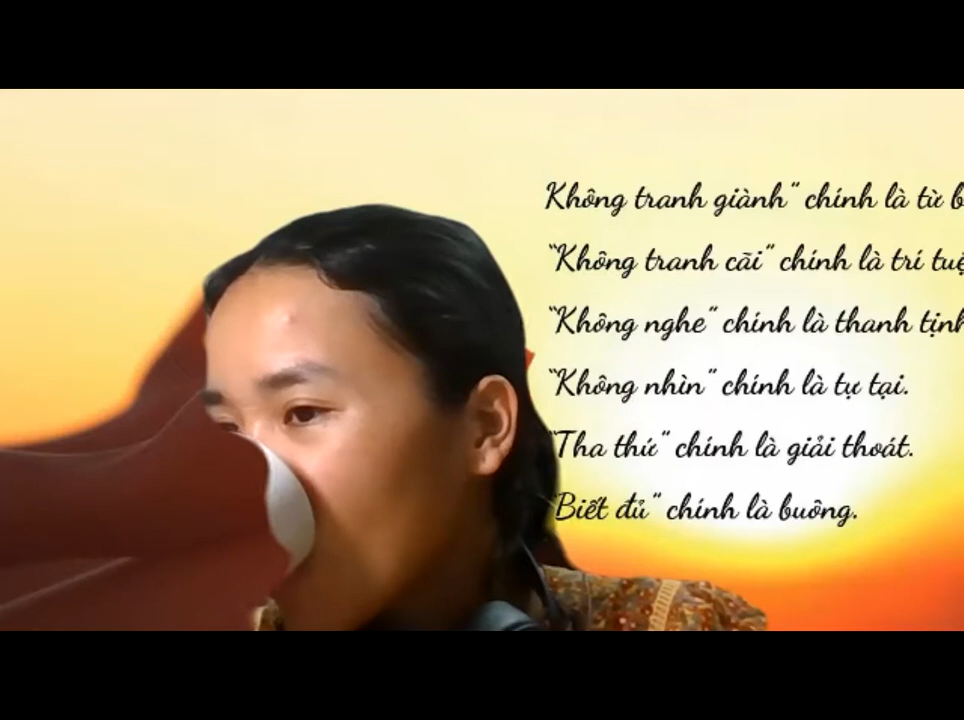 Không tranh giành” chính là từ b
“Không tranh cãi” chính là trí tuệ
“Không nghe” chính là thanh tịnh
“Không nhìn” chính là tự tại.
“Tha thứ” chính là giải thoát.
“Biết đủ” chính là buông.